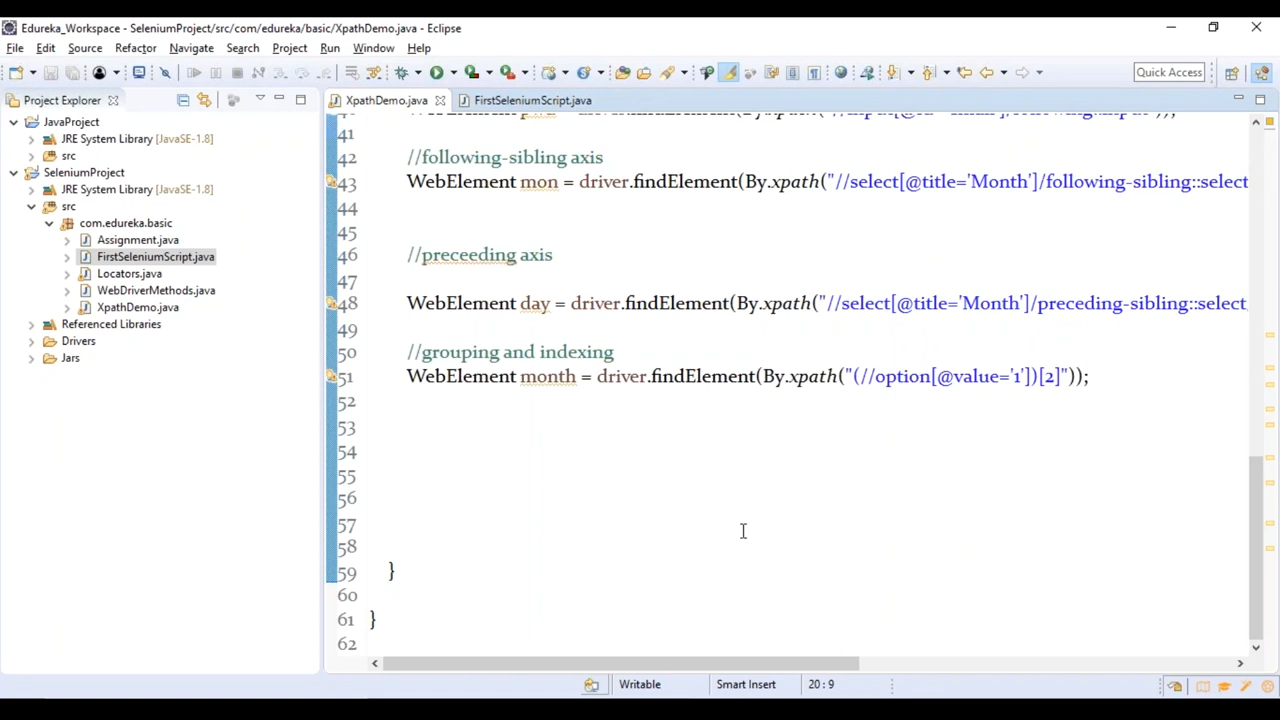 Edureka_Workspace - SeleniumProject/src/com/edureka/basic/XpathDemo.java - Eclipse
File Edit Source Refactor Navigate Search Project Run Window Help
Quick Access
Project Explorer
XpathDemo.java
FirstSeleniumScript.java
JavaProject
JRE System Library [JavaSE-1.8]
src
SeleniumProject
JRE System Library [JavaSE-1.8]
src
com.edureka.basic
Assignment.java
FirstSeleniumScript.java
Locators.java
WebDriverMethods.java
XpathDemo.java
Referenced Libraries
Drivers
Jars
41
42 //following-sibling axis
43 WebElement mon = driver.findElement(By.xpath("//select[@title='Month']/following-sibling::select
44
45
46 //preceeding axis
47
48 WebElement day = driver.findElement(By.xpath("//select[@title='Month']/preceding-sibling::select
49
50 //grouping and indexing
51 WebElement month = driver.findElement(By.xpath("(//option[@value='1'])[2]"));
52
53
54
55
56
57
58
59 }
60
61 }
62
Writable Smart Insert 20 : 9